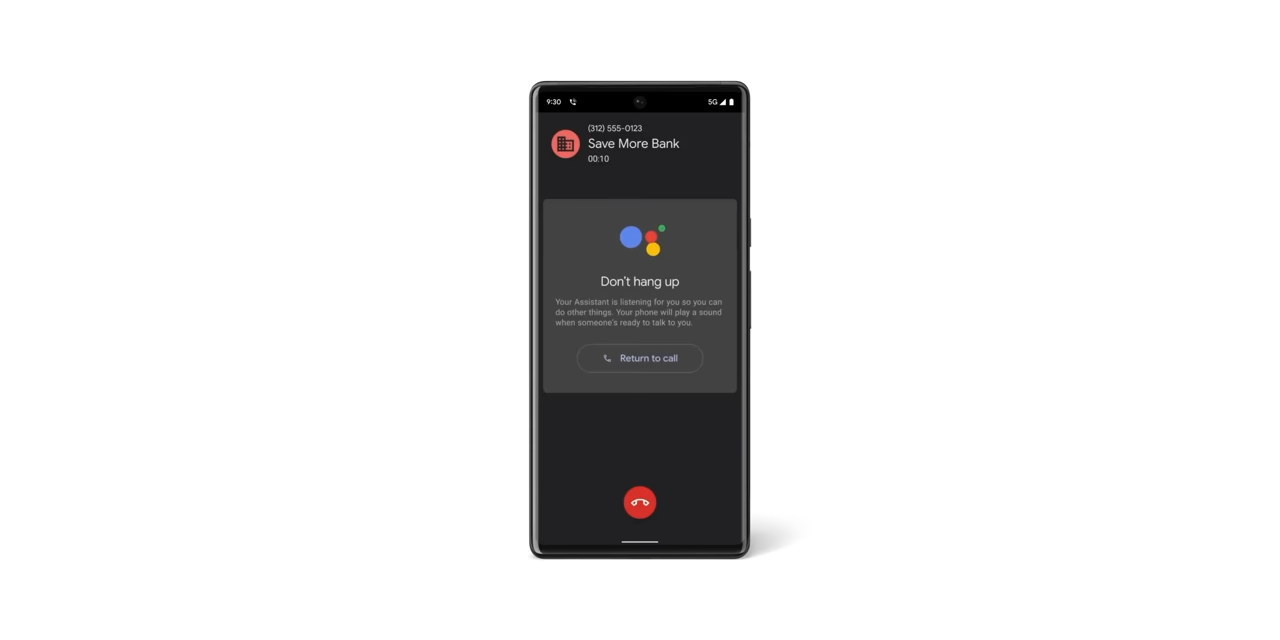 9:30 5G
(312) 555-0123
Save More Bank
00:10
Don't hang up
Your Assistant is listening for you so you can
do other things. Your phone will play a sound
when someone's ready to talk to you.
Return to call